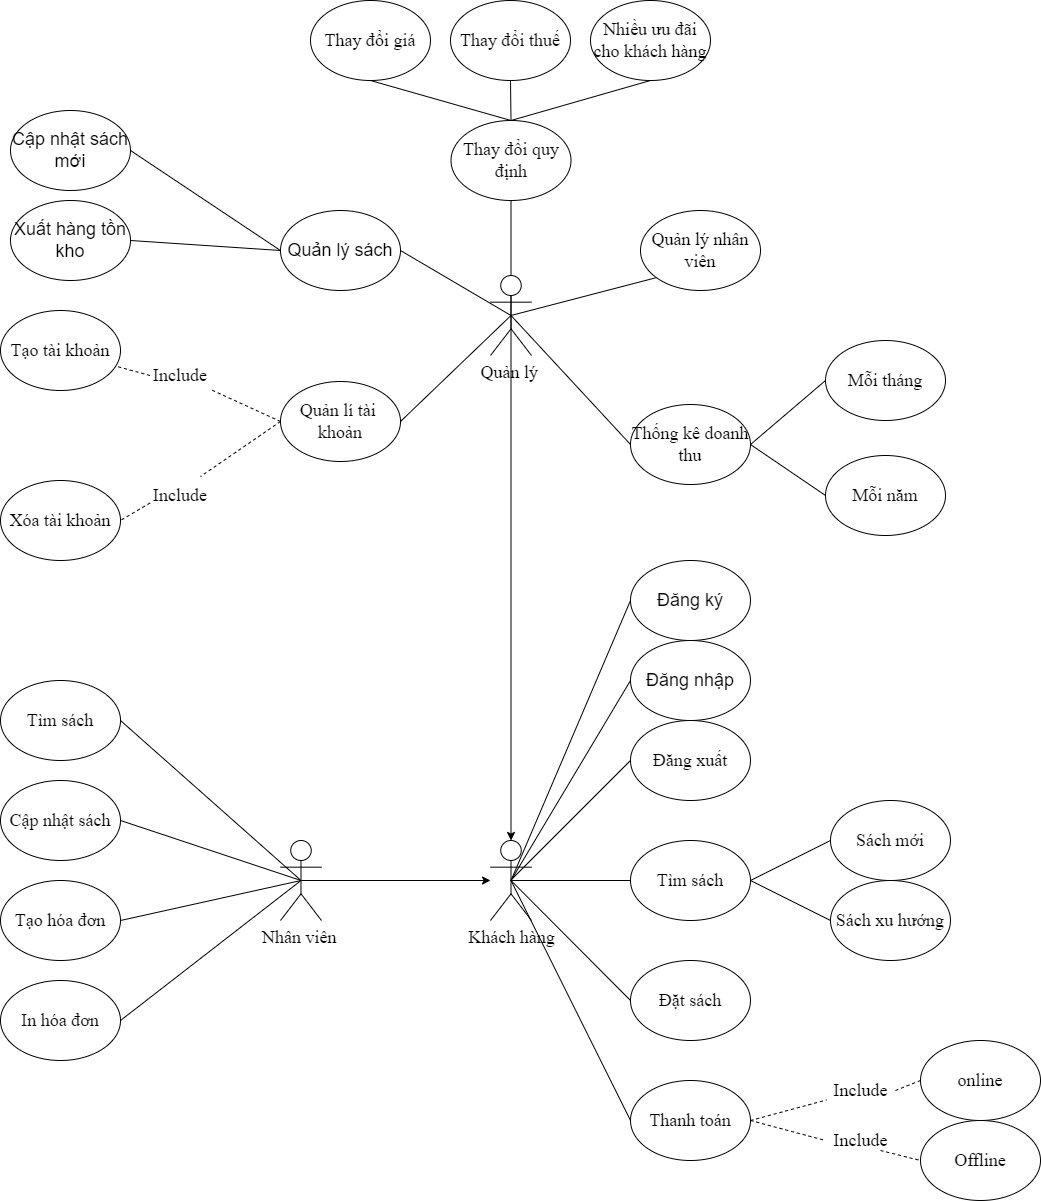 Thay đổi giá
Thay đổi thuế
Nhiều ưu đãi
cho khách hàng
Thay đổi quy
định
Cập nhật sách
mới
Xuất hàng tồn
kho
Quản lý sách
Quản lý nhân
viên
Quản lý
Tạo tài khoản
Include
Quản lí tài
khoản
Include
Xóa tài khoản
Thống kê doanh
thu
Mỗi tháng
Mỗi năm
Đăng ký
Đăng nhập
Đăng xuất
Tìm sách
Cập nhật sách
Tạo hóa đơn
In hóa đơn
Nhân viên
Khách hàng
Tìm sách
Sách mới
Sách xu hướng
Đặt sách
Thanh toán
Include
online
Include
Offline